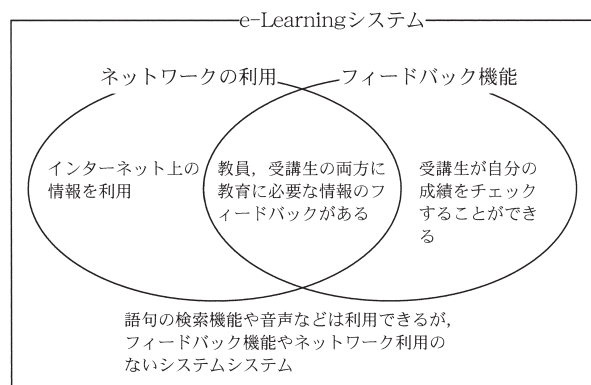 e-Learningシステム
ネットワークの利用
フィードバック機能
インターネット上の
情報を利用
教員，受講生の両方に
教育に必要な情報のフ
ィードバックがある
受講生が自分の
成績をチェック
することができ
る
語句の検索機能や音声などは利用できるが，
フィードバック機能やネットワーク利用の
ないシステムシステム